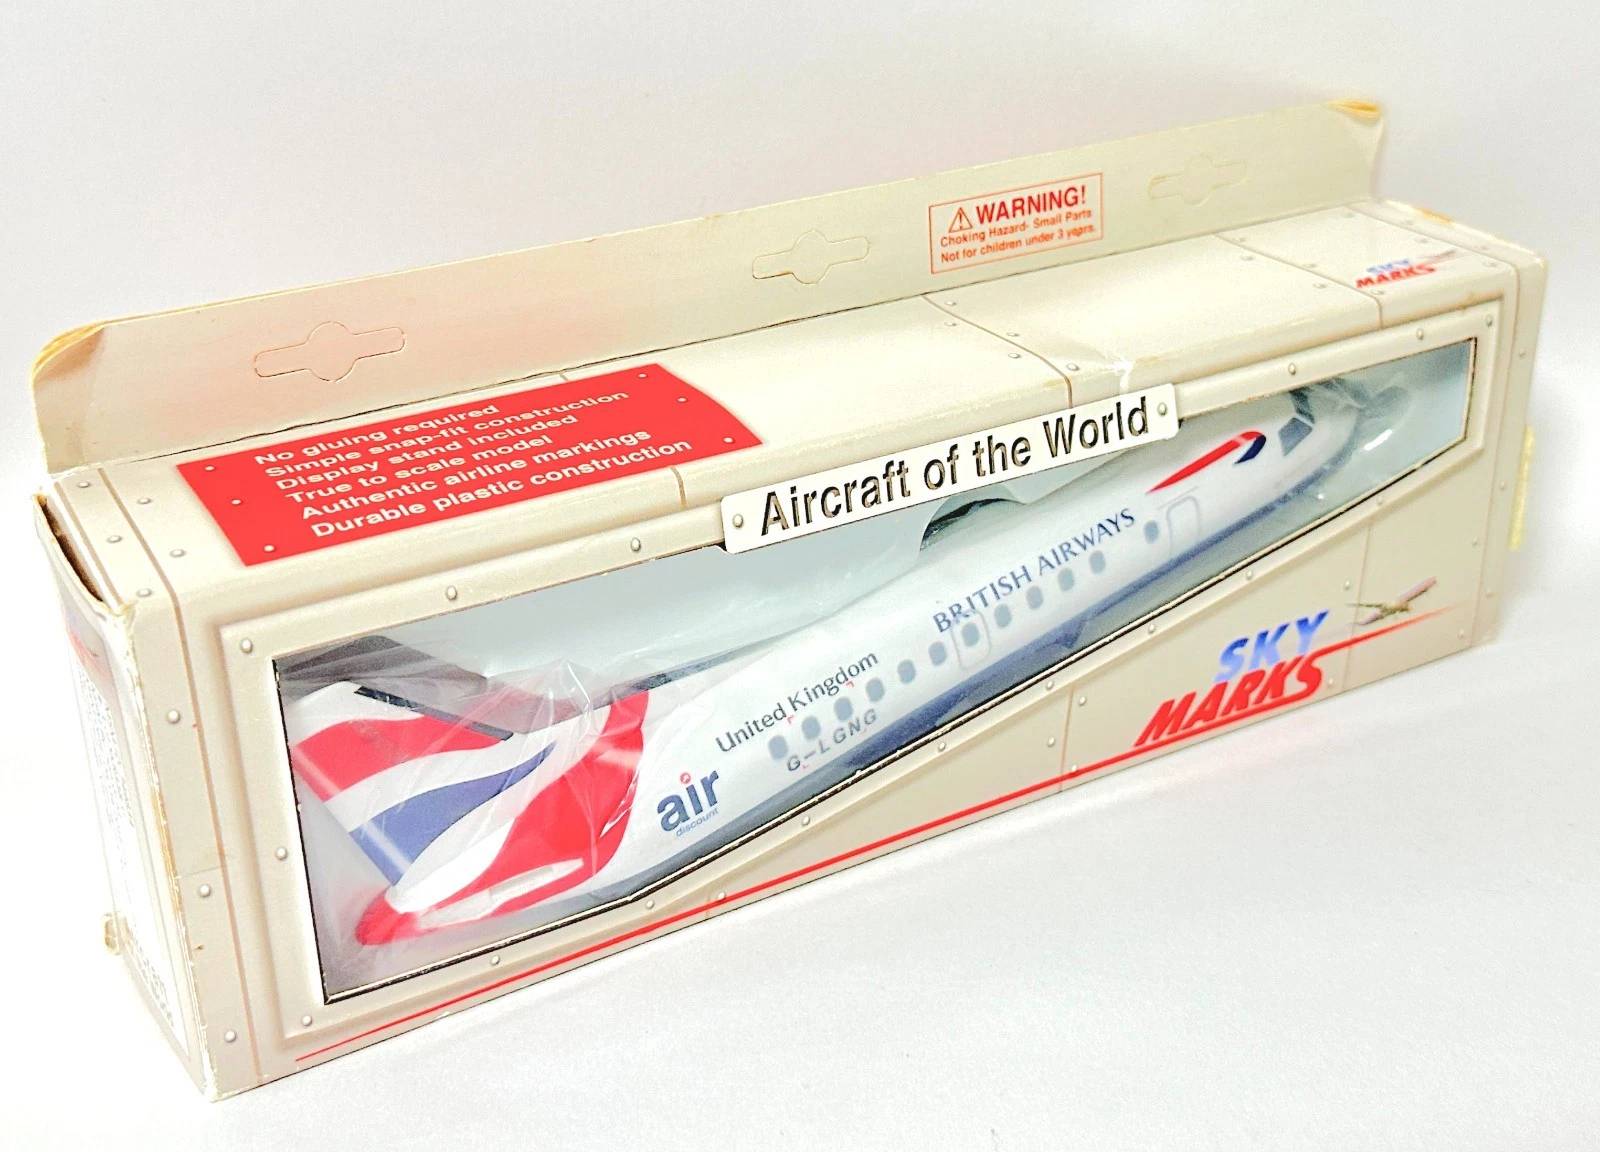 WARNING!
Choking Hazard- Small Parts
Not for children under 3 years.
SKY
MARKS
No gluing required
Simple snap-fit construction
Display stand included
True to scale model
Authentic airline markings
Durable plastic construction
Aircraft of the World
BRITISH AIRWAYS
United Kingdom
G-LGNG
air
discount
SKY
MARKS